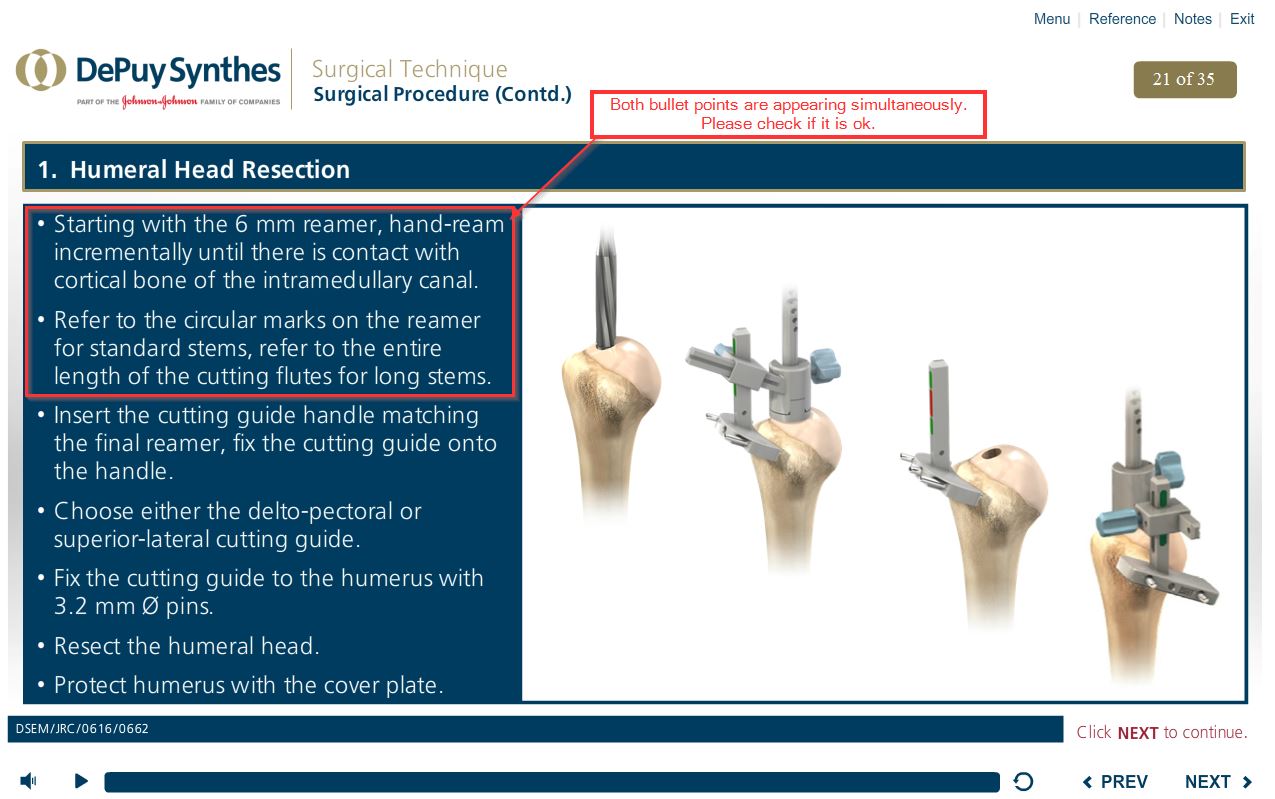 Menu | Reference | Notes | Exit
DePuy Synthes
PART OF THE Johnson & Johnson FAMILY OF COMPANIES
Surgical Technique
Surgical Procedure (Contd.)
21 of 35
Both bullet points are appearing simultaneously.
Please check if it is ok.
1. Humeral Head Resection
• Starting with the 6 mm reamer, hand-ream
incrementally until there is contact with
cortical bone of the intramedullary canal.
• Refer to the circular marks on the reamer
for standard stems, refer to the entire
length of the cutting flutes for long stems.
• Insert the cutting guide handle matching
the final reamer, fix the cutting guide onto
the handle.
• Choose either the delto-pectoral or
superior-lateral cutting guide.
• Fix the cutting guide to the humerus with
3.2 mm Ø pins.
• Resect the humeral head.
• Protect humerus with the cover plate.
DSEM/JRC/0616/0662
Click NEXT to continue.
PREV
NEXT